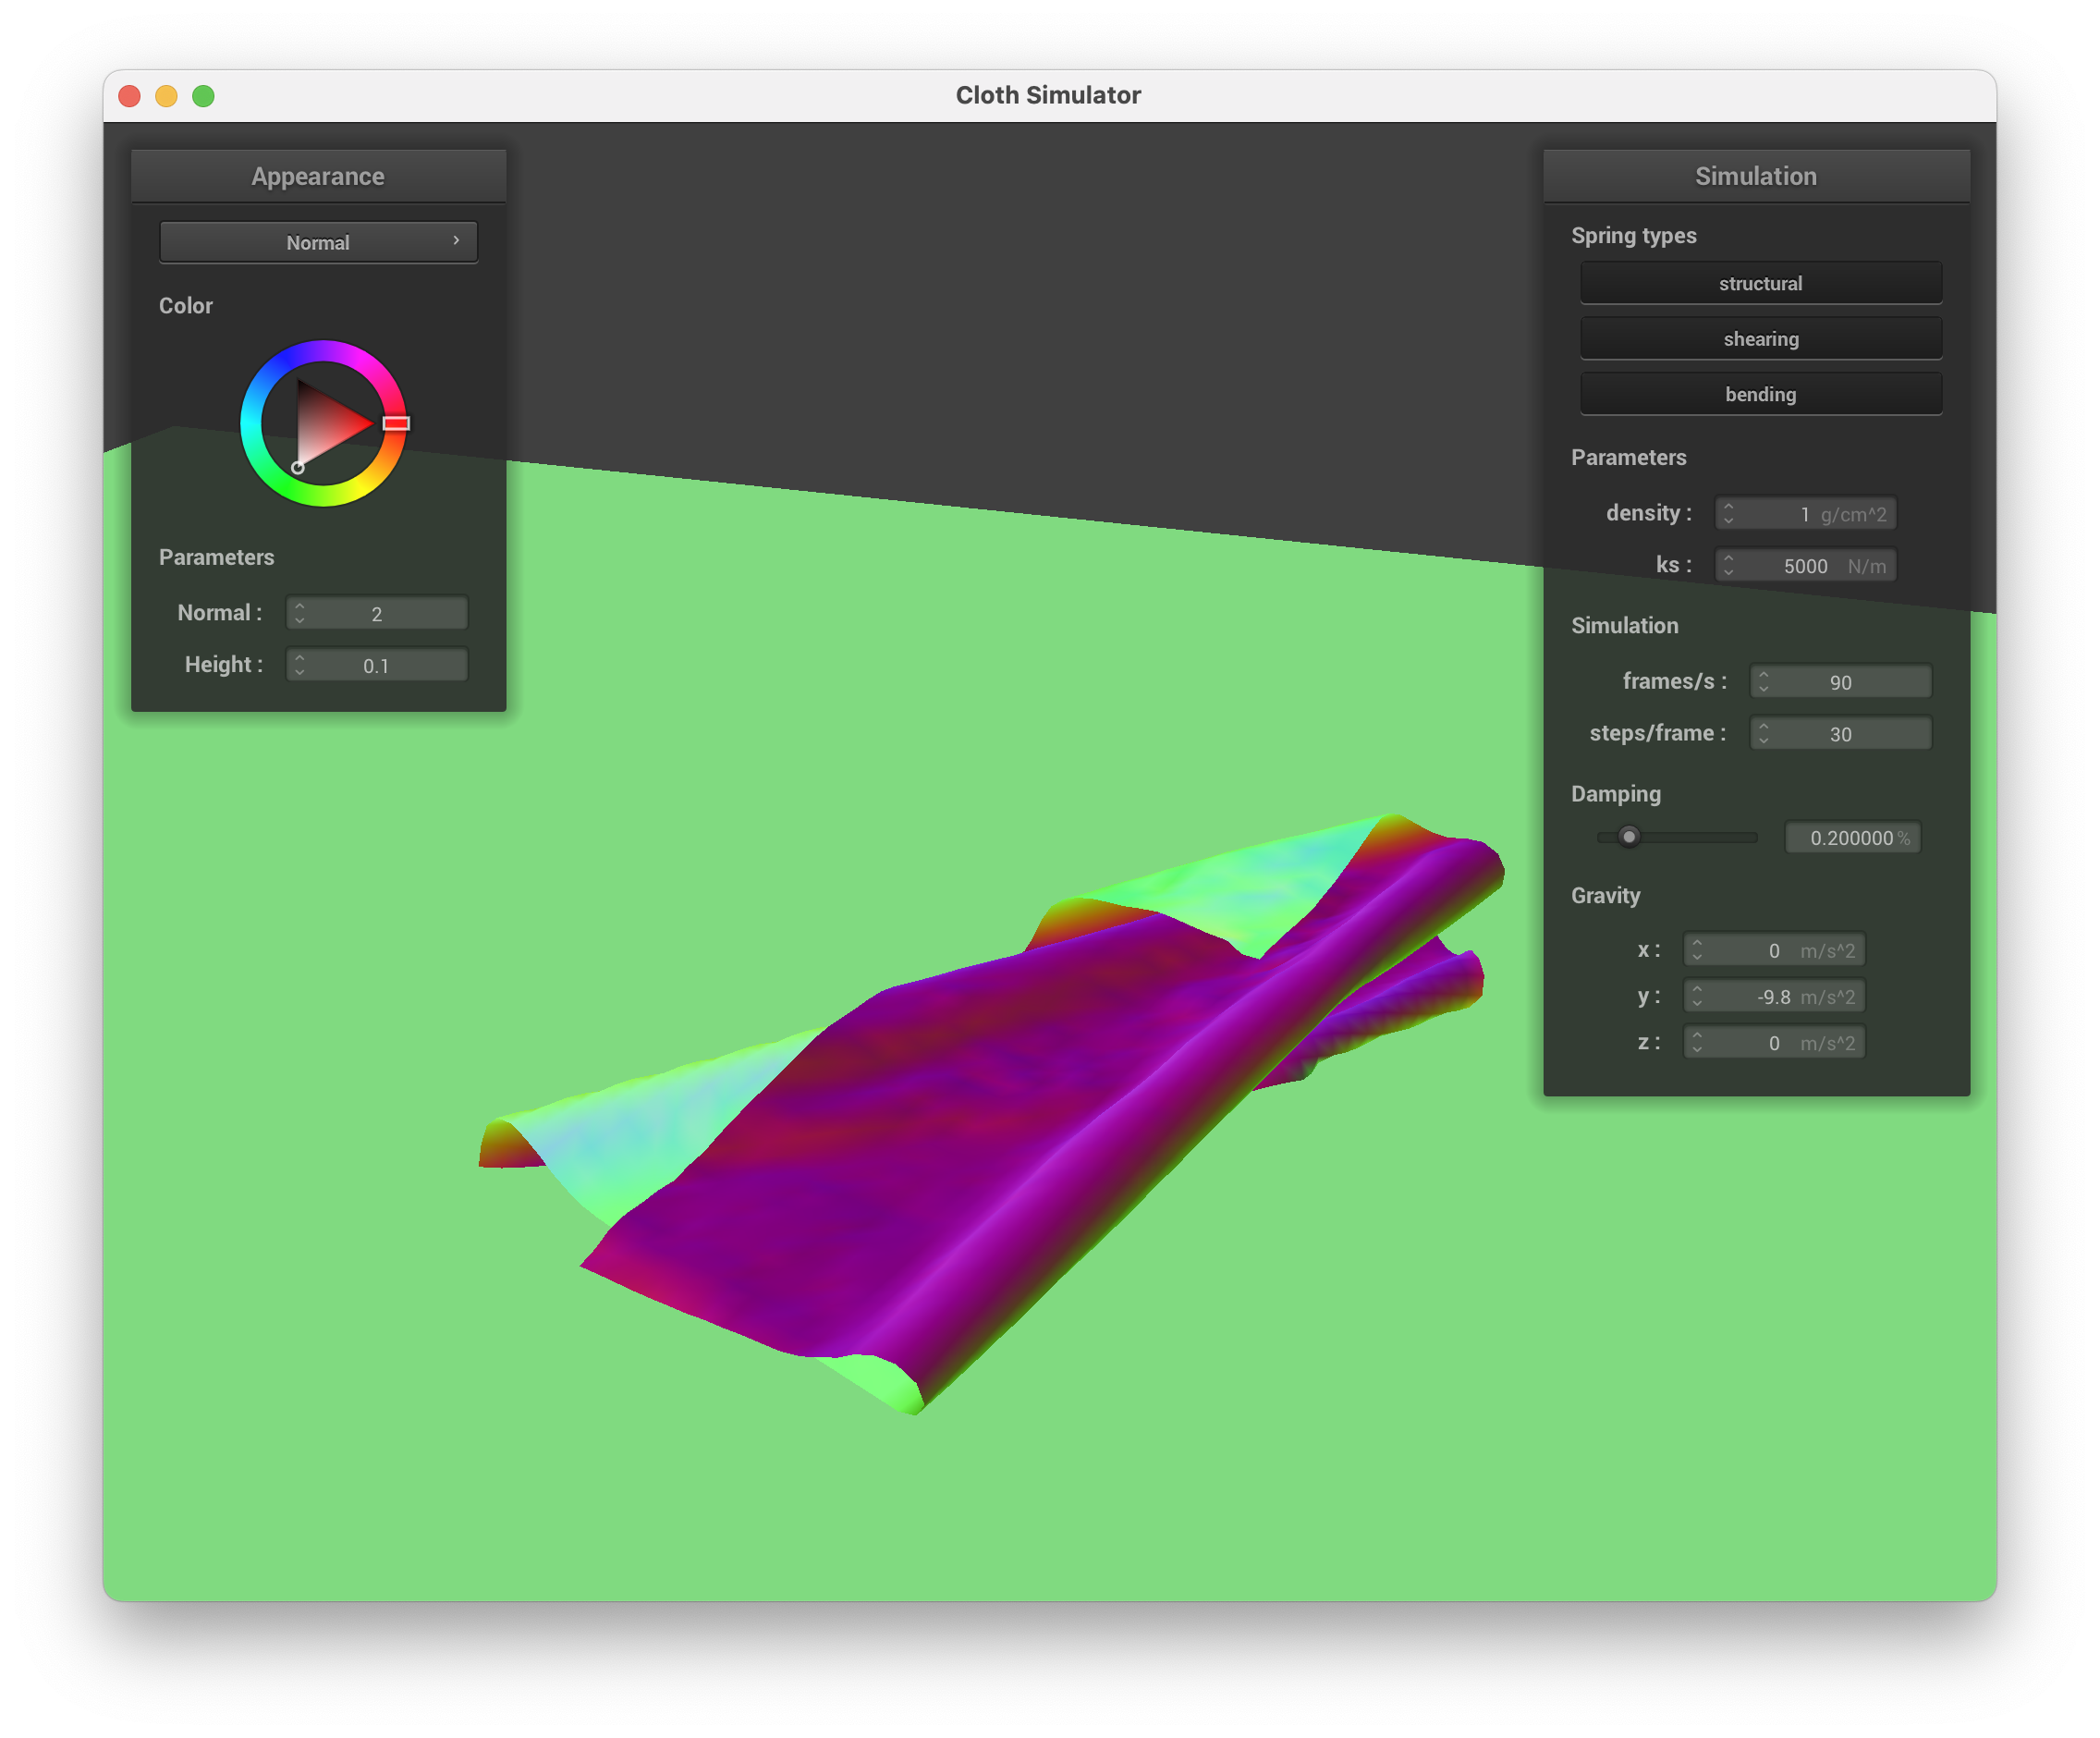 Cloth Simulator
Appearance
Normal
Color
Parameters
Normal : 2
Height : 0.1
Simulation
Spring types
structural
shearing
bending
Parameters
density : 1 g/cm^2
ks : 5000 N/m
Simulation
frames/s : 90
steps/frame : 30
Damping
0.200000 %
Gravity
x : 0 m/s^2
y : -9.8 m/s^2
z : 0 m/s^2